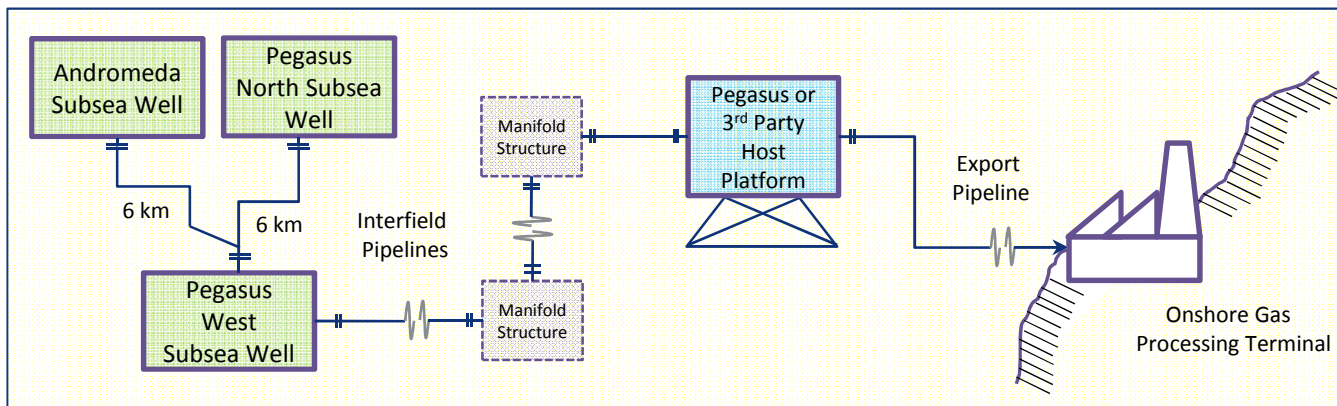 Andromeda
Subsea Well
Pegasus
North Subsea
Well
6 km
6 km
Interfield
Pipelines
Pegasus
West
Subsea Well
Manifold
Structure
Manifold
Structure
Pegasus or
3rd Party
Host
Platform
Export
Pipeline
Onshore Gas
Processing Terminal